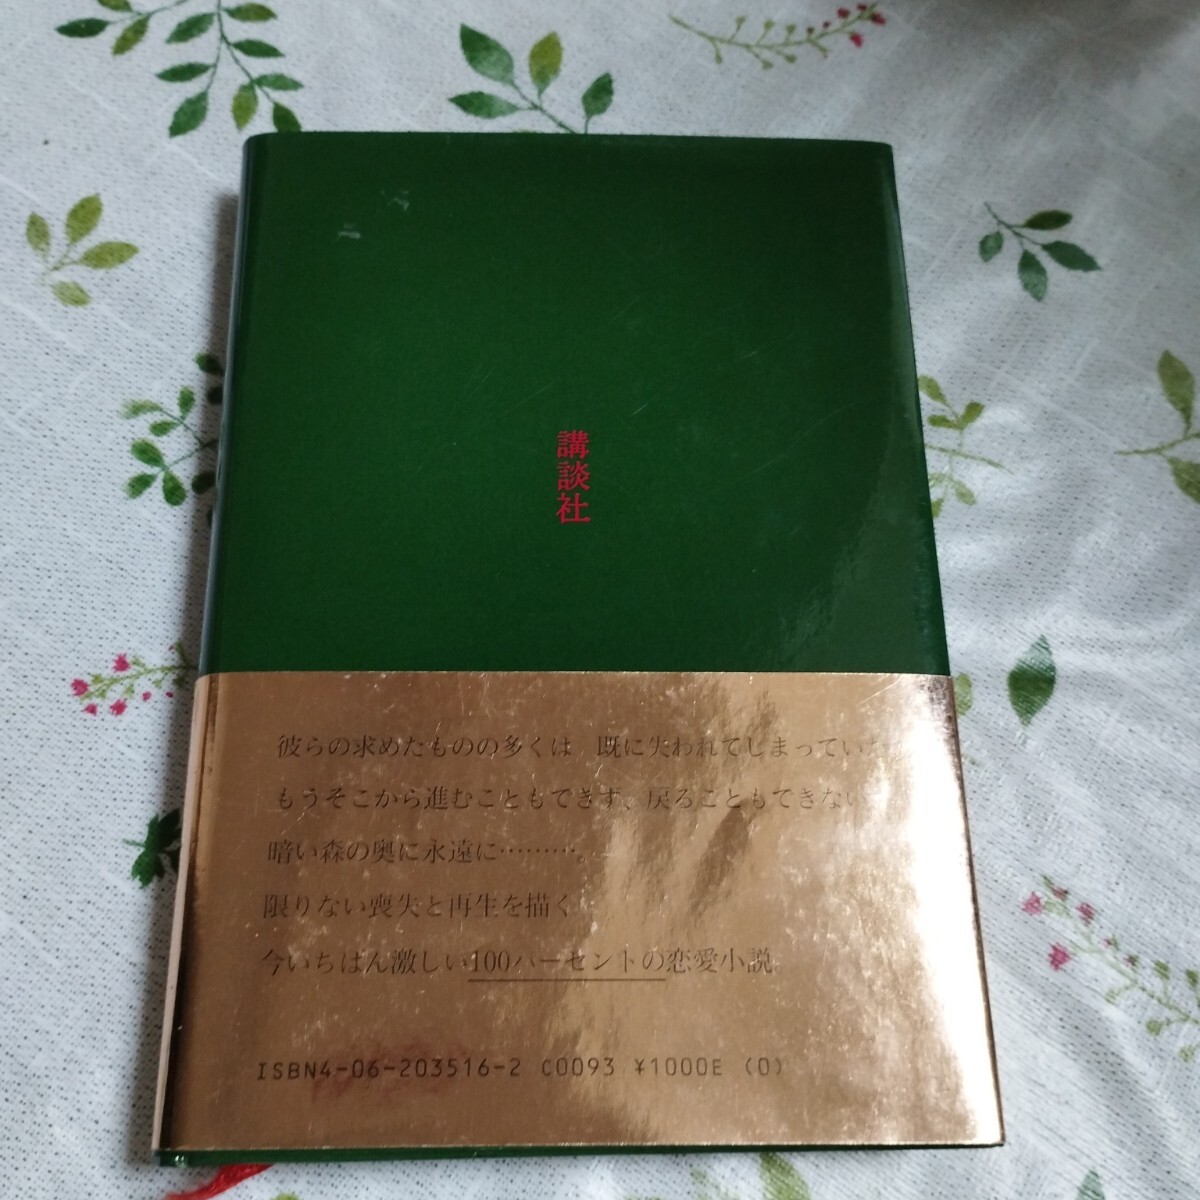 講談社
彼らの求めたものの多くは 既に失われてしまっていた
もうそこから進むこともできず、戻ることもできない
暗い森の奥に永遠に………。
限りない喪失と再生を描く
今いちばん激しい100パーセントの恋愛小説。
ISBN4-06-203516-2 C0093 ¥1000E (0)